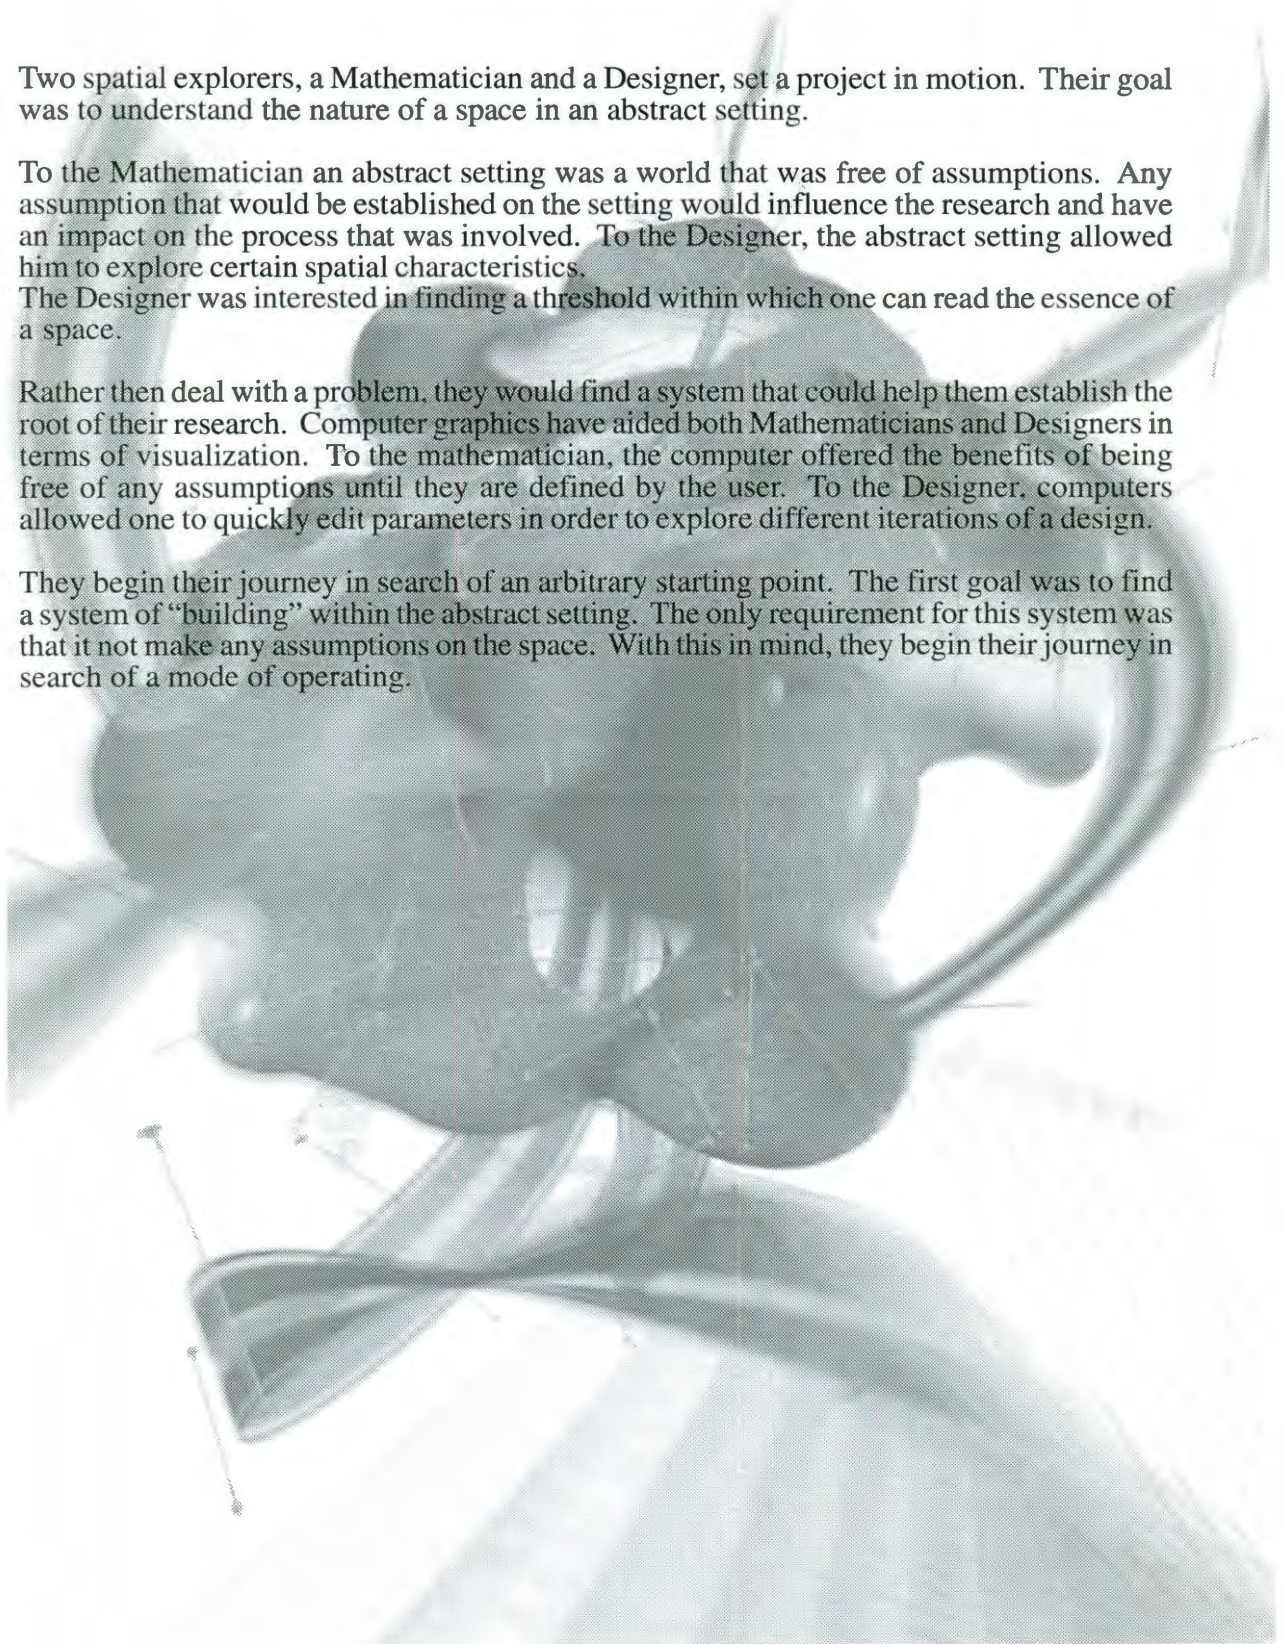 Two spatial explorers, a Mathematician and a Designer, set a project in motion. Their goal
was to understand the nature of a space in an abstract setting.
To the Mathematician an abstract setting was a world that was free of assumptions. Any
assumption that would be established on the setting would influence the research and have
an impact on the process that was involved. To the Designer, the abstract setting allowed
him to explore certain spatial characteristics.
The Designer was interested in finding a threshold within which one can read the essence of
a space.
Rather then deal with a problem, they would find a system that could help them establish the
root of their research. Computer graphics have aided both Mathematicians and Designers in
terms of visualization. To the mathematician, the computer offered the benefits of being
free of any assumptions until they are defined by the user. To the Designer, computers
allowed one to quickly edit parameters in order to explore different iterations of a design.
They begin their journey in search of an arbitrary starting point. The first goal was to find
a system of “building” within the abstract setting. The only requirement for this system was
that it not make any assumptions on the space. With this in mind, they begin their journey in
search of a mode of operating.